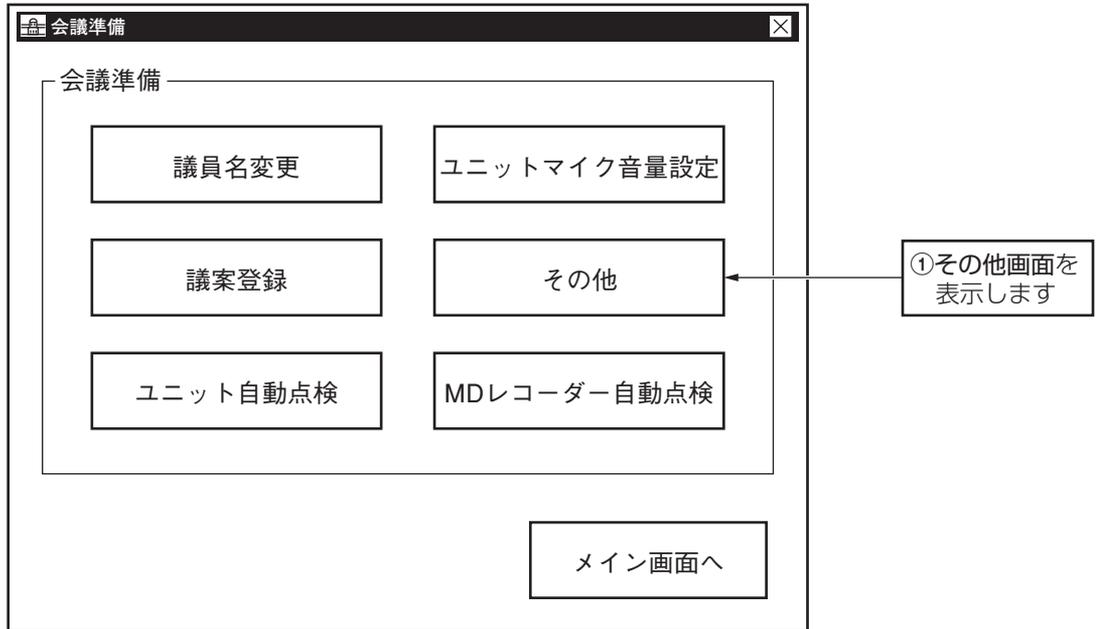 会議準備
会議準備
議員名変更
ユニットマイク音量設定
議案登録
その他
①その他画面を
表示します
ユニット自動点検
MDレコーダー自動点検
メイン画面へ